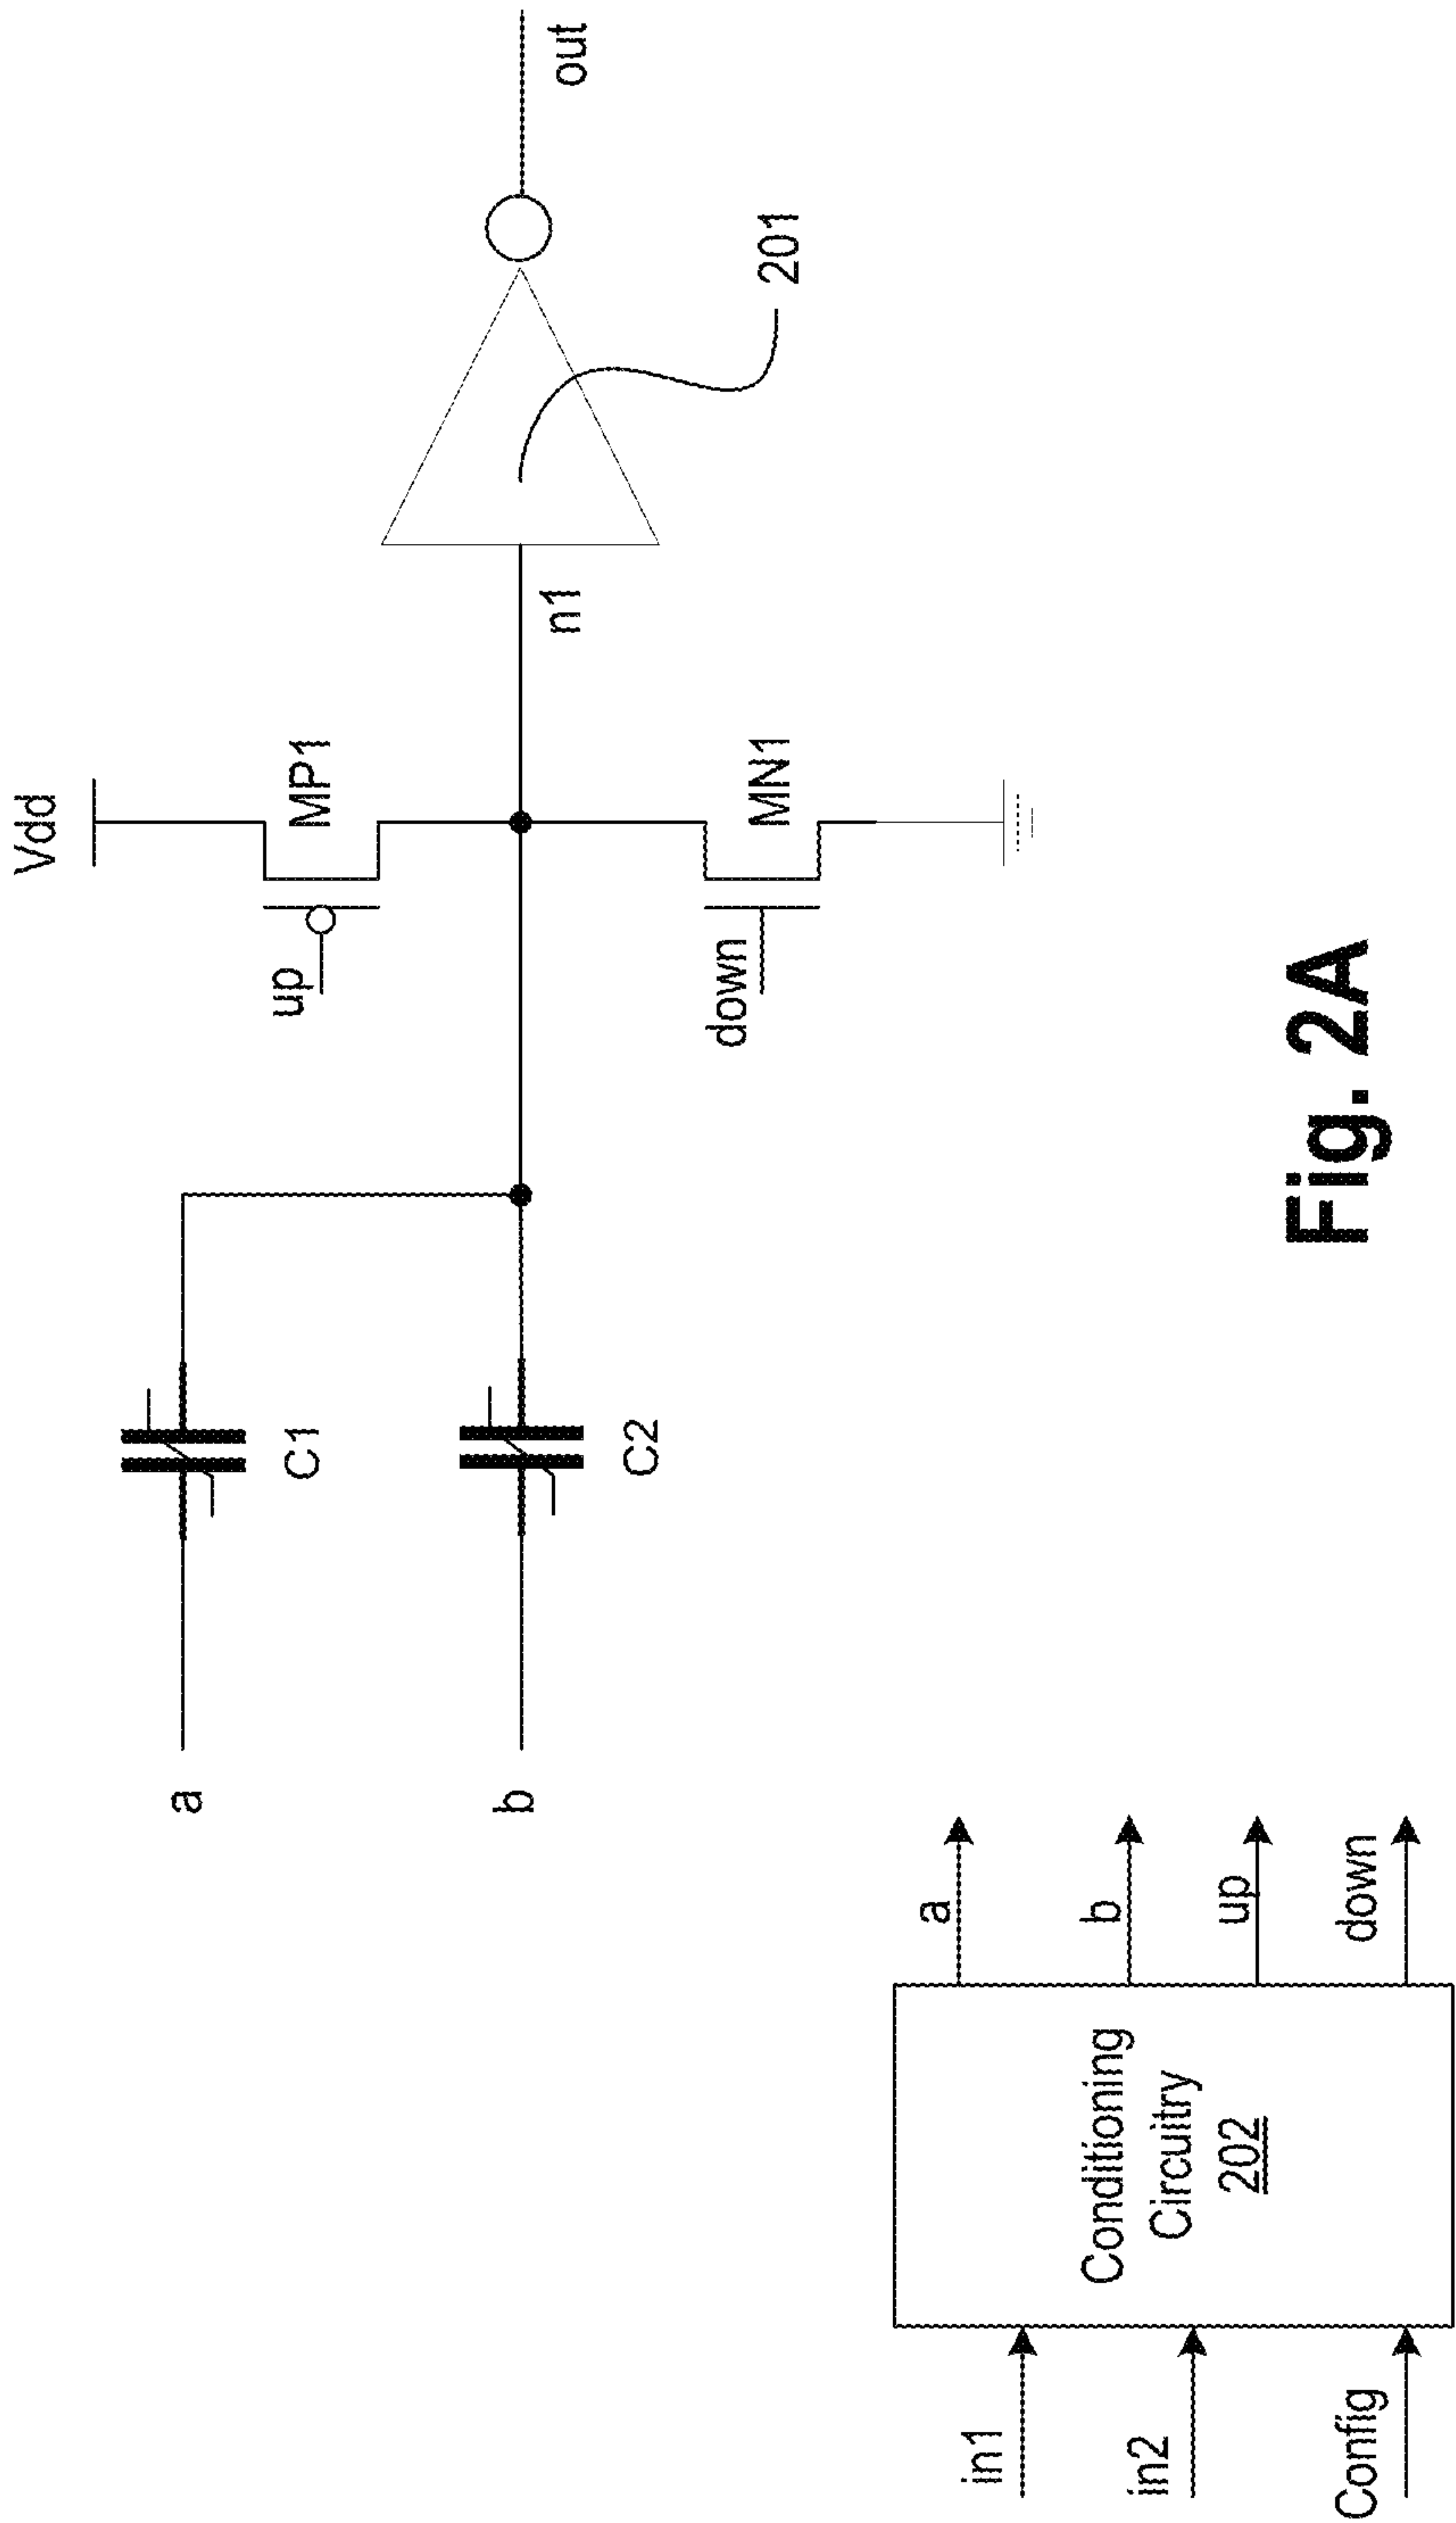 Vdd
up
MP1
a
C1
n1
out
b
C2
down
MN1
201
in1
in2
Config
Conditioning
Circuitry
202
a
b
up
down
Fig. 2A